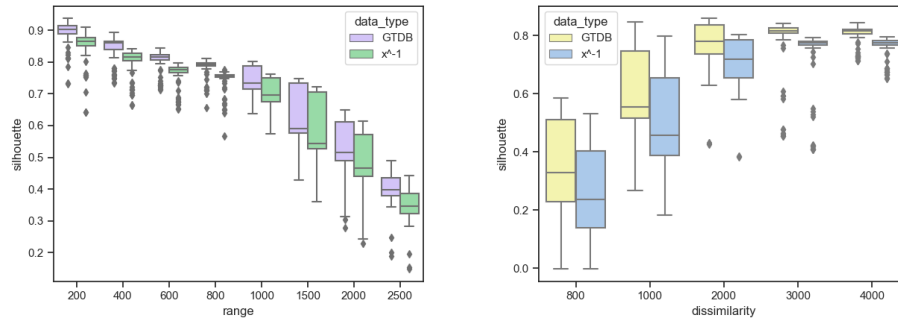 data_type
GTDB
x^-1
0.9
0.8
0.7
0.6
0.5
0.4
0.3
0.2
silhouette
200 400 600 800 1000 1500 2000 2500
range
data_type
GTDB
x^-1
0.8
0.6
0.4
0.2
0.0
silhouette
800 1000 2000 3000 4000
dissimilarity